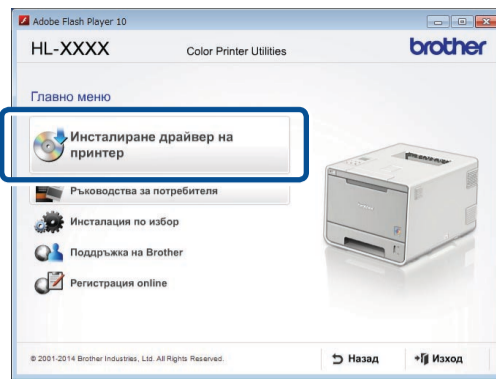 Adobe Flash Player 10
HL-XXXX
Color Printer Utilities
brother
Главно меню
Инсталиране драйвер на
принтер
Ръководства за потребителя
Инсталация по избор
Поддръжка на Brother
Регистрация online
© 2001-2014 Brother Industries, Ltd. All Rights Reserved.
Назад
Изход